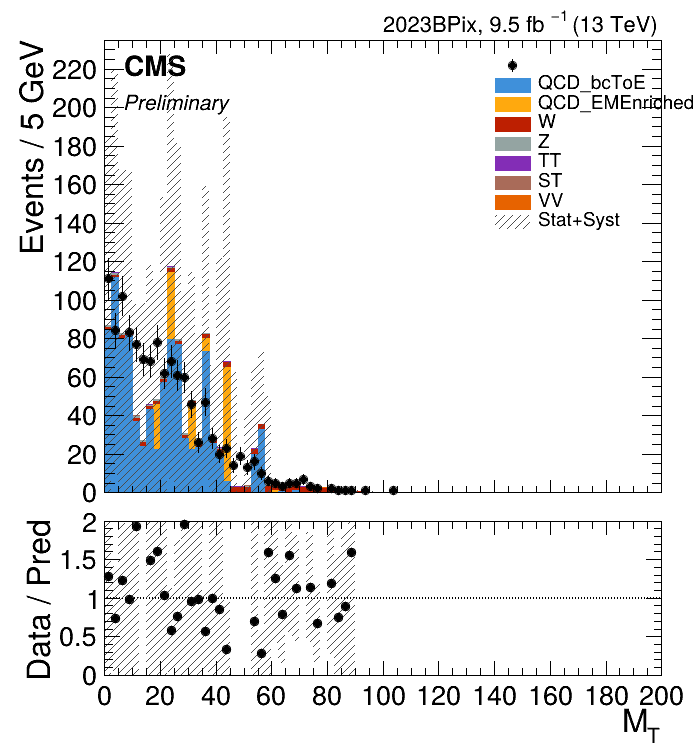 2023BPix, 9.5 fb⁻¹ (13 TeV)
CMS
Preliminary
QCD_bcToE
QCD_EMEnriched
W
Z
TT
ST
VV
Stat+Syst
Events / 5 GeV
220
200
180
160
140
120
100
80
60
40
20
0
Data / Pred
2
1.5
1
0.5
0
0 20 40 60 80 100 120 140 160 180 200
M_T